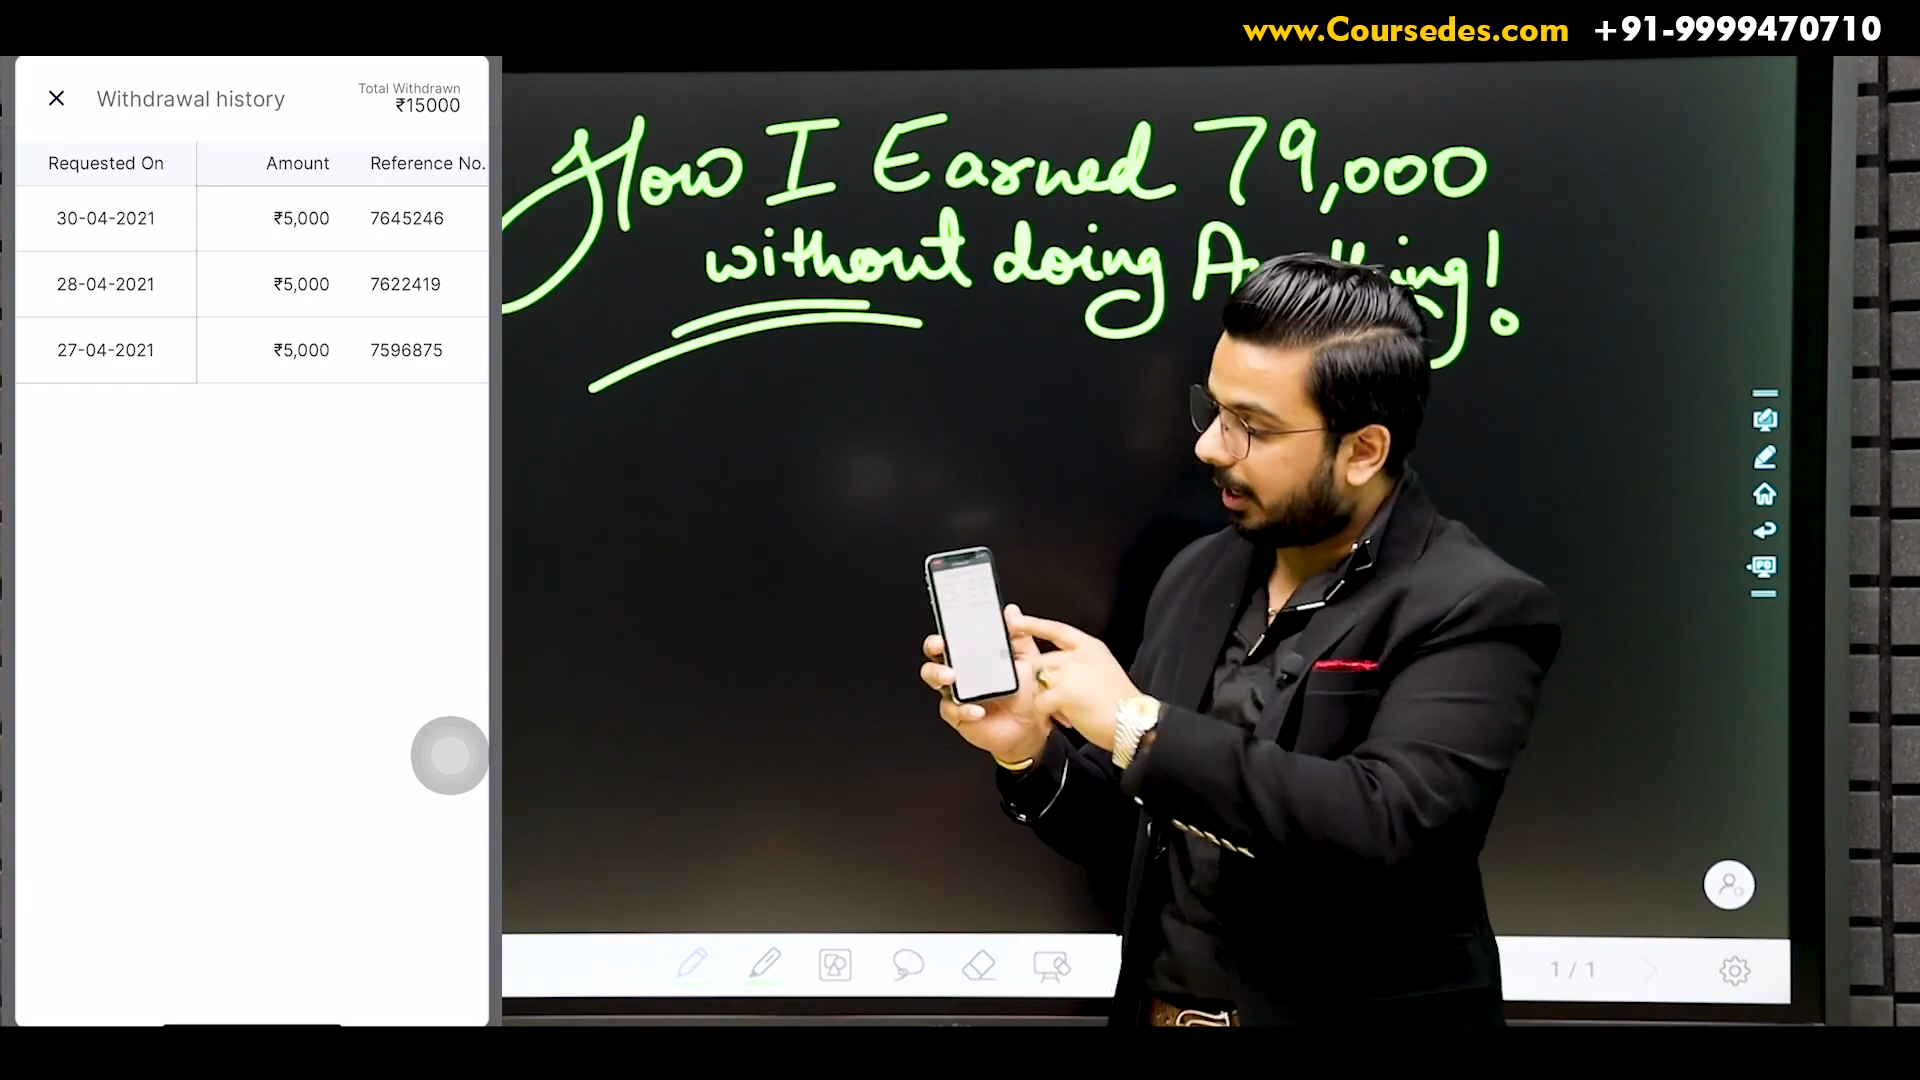 www.Coursedes.com +91-9999470710
Withdrawal history
Total Withdrawn
₹15000
Requested On Amount Reference No.
30-04-2021 ₹5,000 7645246
28-04-2021 ₹5,000 7622419
27-04-2021 ₹5,000 7596875
How I Earned 79,000
without doing
1 / 1